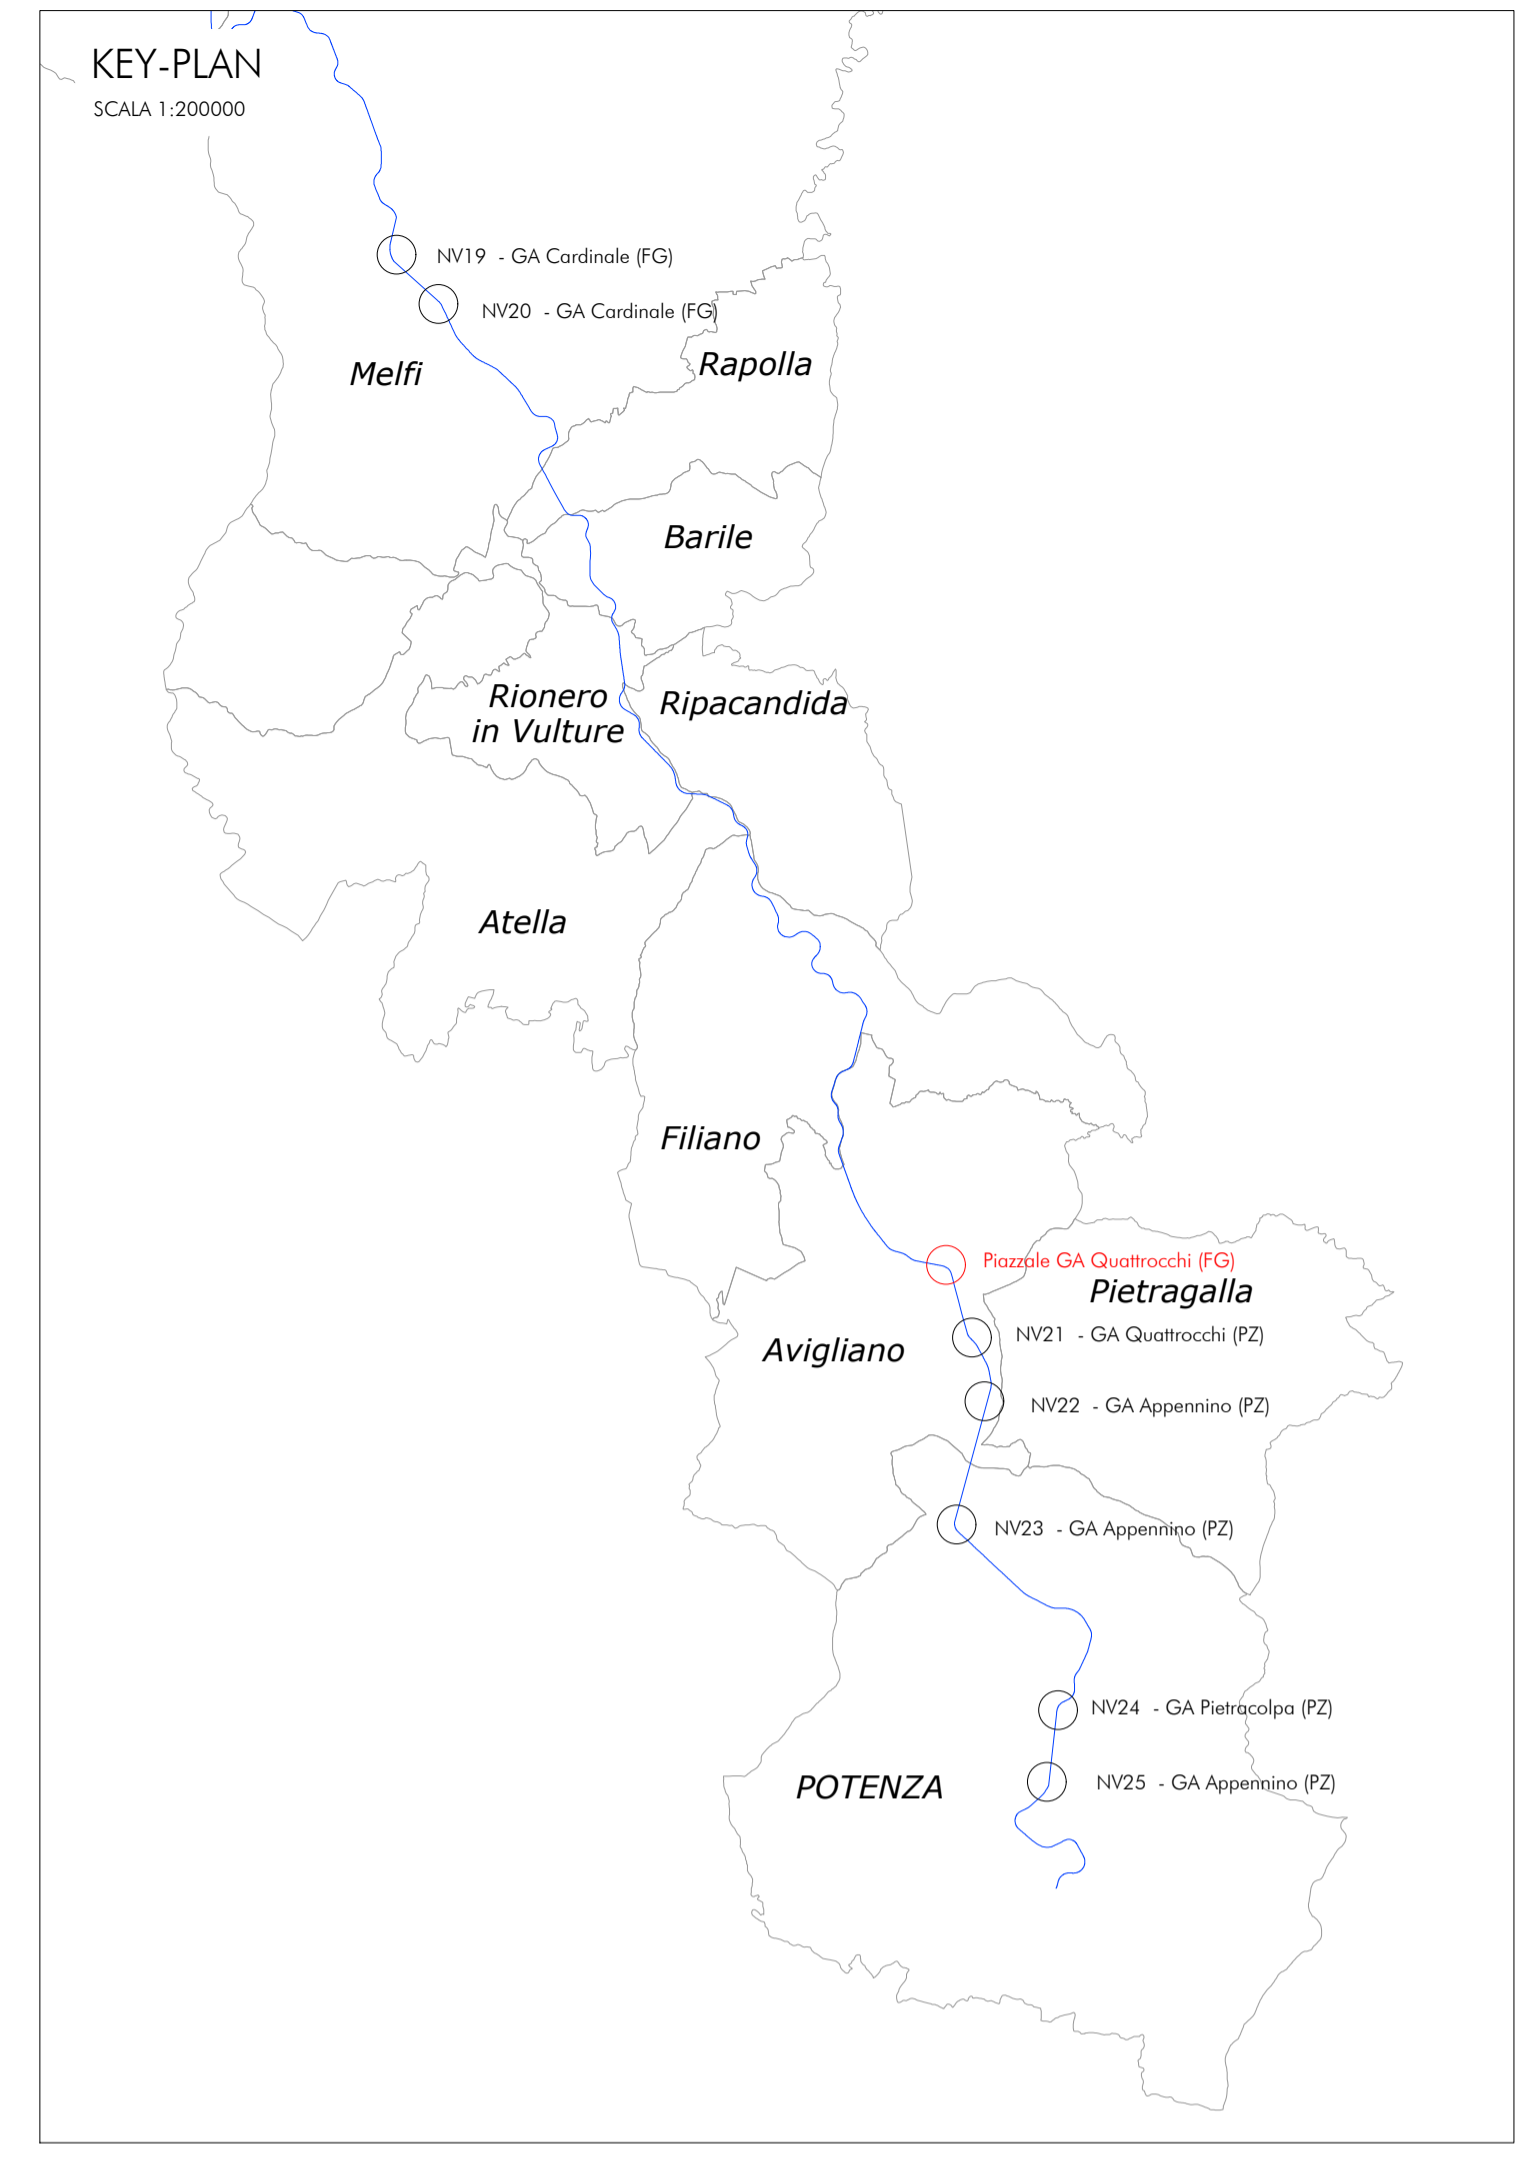 KEY-PLAN
SCALA 1:200000
NV19 - GA Cardinale (FG)
NV20 - GA Cardinale (FG)
Melfi
Rapolla
Barile
Rionero
in Vulture
Ripacandida
Atella
Filiano
Piazzale GA Quattrocchi (FG)
Pietragalla
NV21 - GA Quattrocchi (PZ)
Avigliano
NV22 - GA Appennino (PZ)
NV23 - GA Appennino (PZ)
NV24 - GA Pietracolpa (PZ)
NV25 - GA Appennino (PZ)
POTENZA